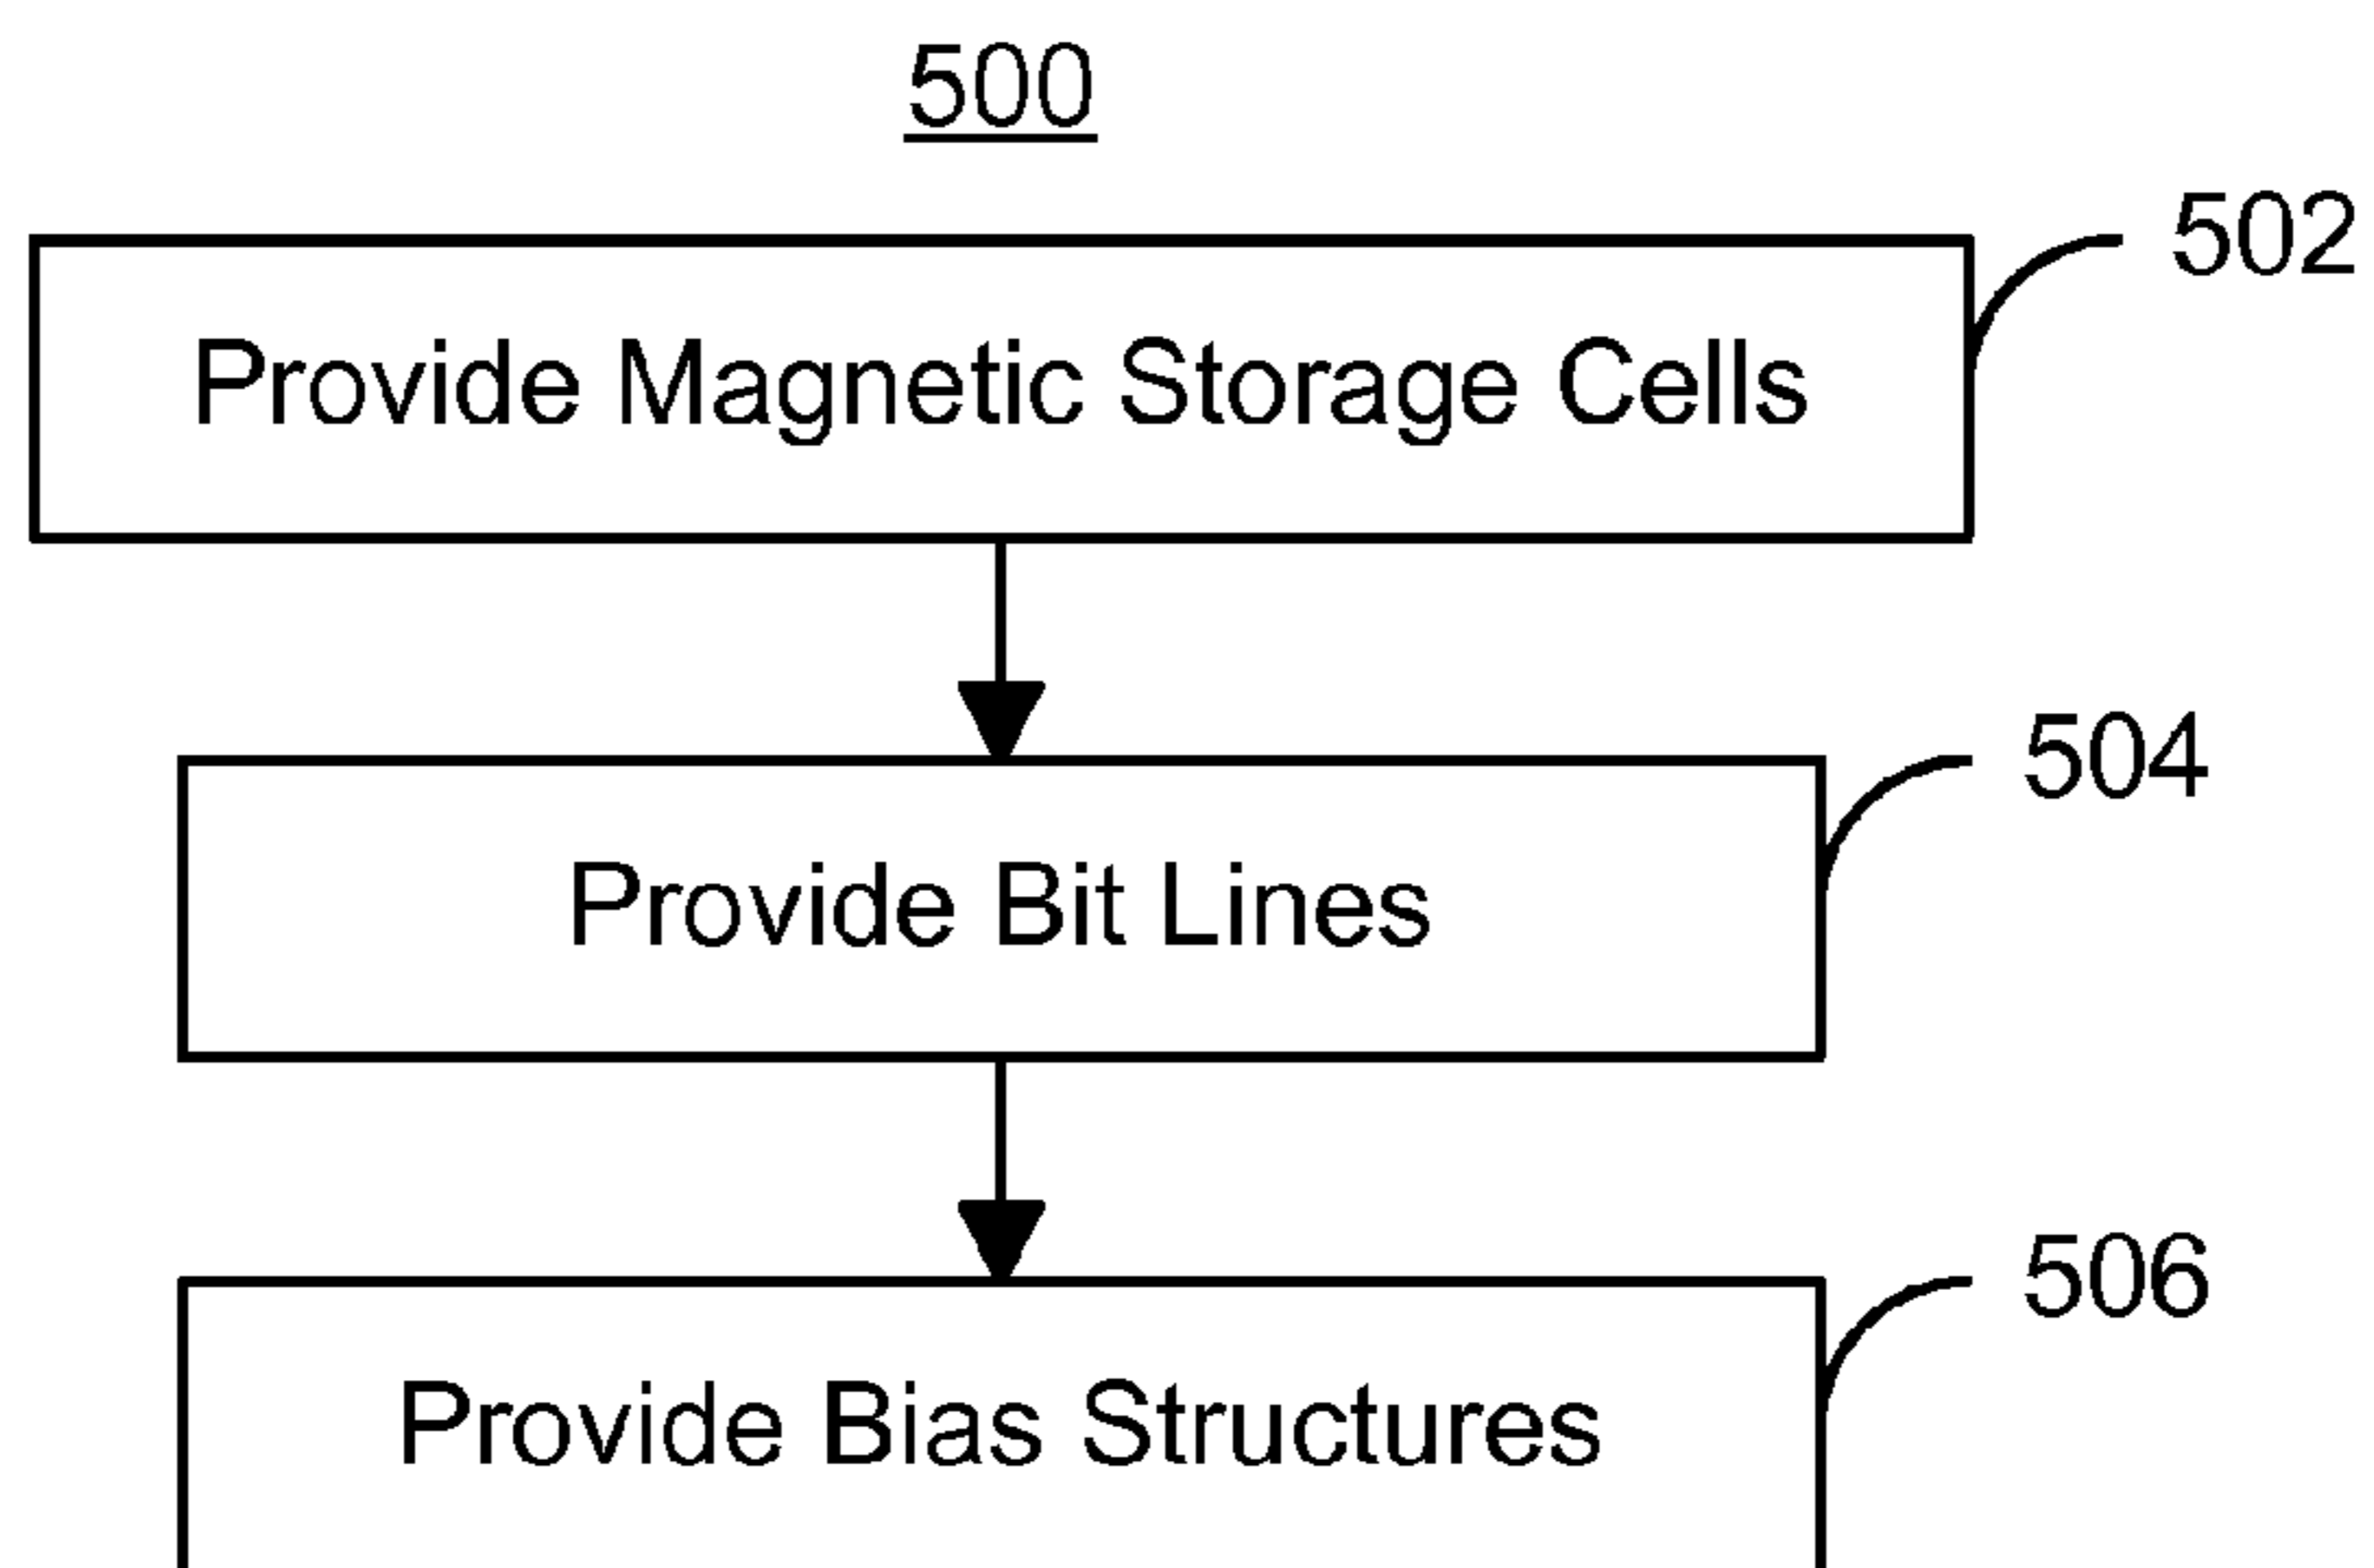 500
502
Provide Magnetic Storage Cells
504
Provide Bit Lines
506
Provide Bias Structures